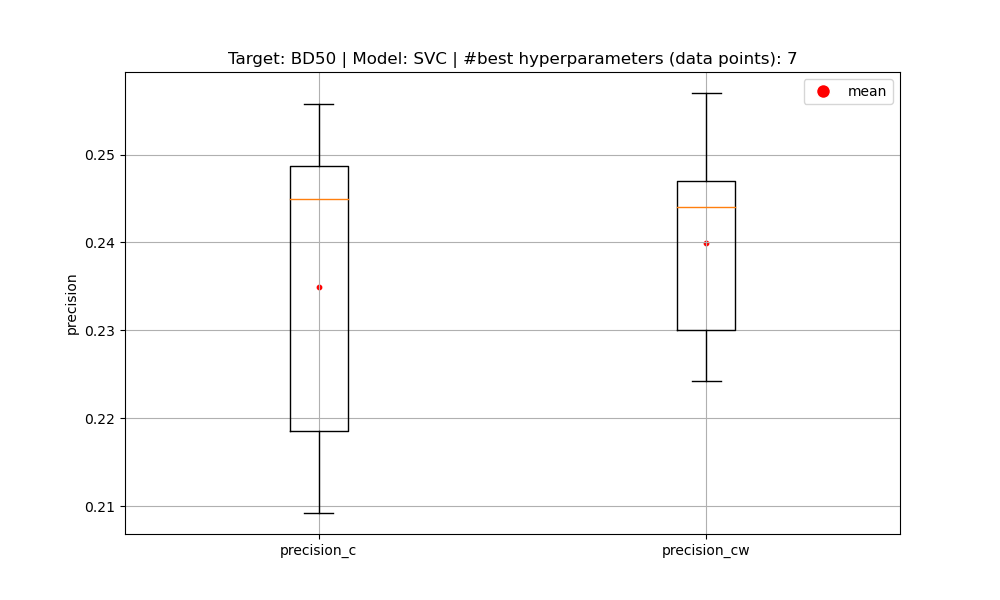 Target: BD50 | Model: SVC | #best hyperparameters (data points): 7
mean
0.25
0.24
0.23
0.22
0.21
precision
precision_c
precision_cw